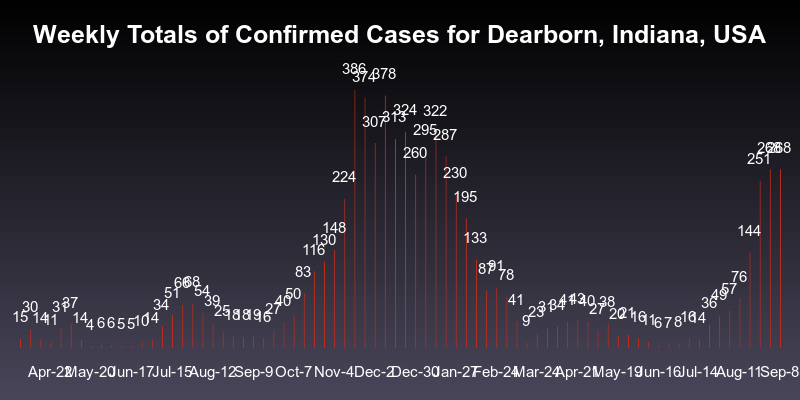 Weekly Totals of Confirmed Cases for Dearborn, Indiana, USA
15 30 14 11 31 37 14 4 6 6 5 5 10 14 34 51 66 68 54 39 25 18 18 19 16 27 40 50 83 116 130 148 224 386 374 307 378 313 324 260 295 322 287 230 195 133 87 91 78 41 9 23 31 34 41 40 27 38 20 21 16 11 6 7 8 16 14 36 49 57 76 144 251 268 268
Apr-22 May-20 Jun-17 Jul-15 Aug-12 Sep-9 Oct-7 Nov-4 Dec-2 Dec-30 Jan-27 Feb-24 Mar-24 Apr-21 May-19 Jun-16 Jul-14 Aug-11 Sep-8